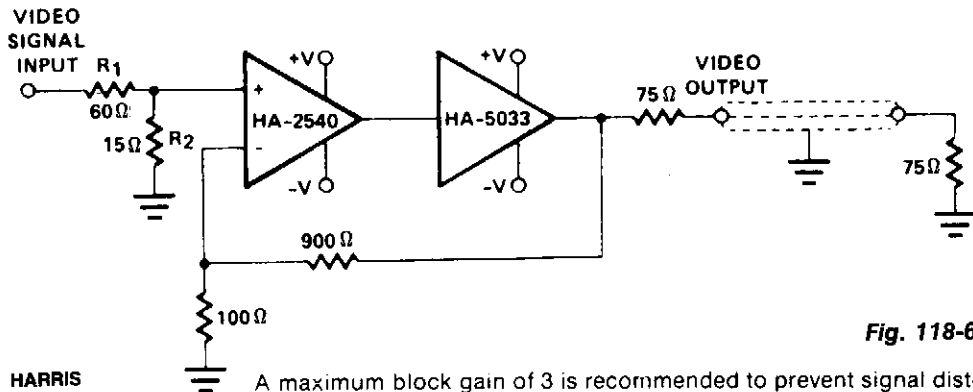 VIDEO
SIGNAL
INPUT
R1
60Ω
15Ω
R2
+
-
+V
HA-2540
-V
+V
HA-5033
-V
75Ω
VIDEO
OUTPUT
75Ω
900 Ω
100Ω
Fig. 118-6
HARRIS
A maximum block gain of 3 is recommended to prevent signal dist